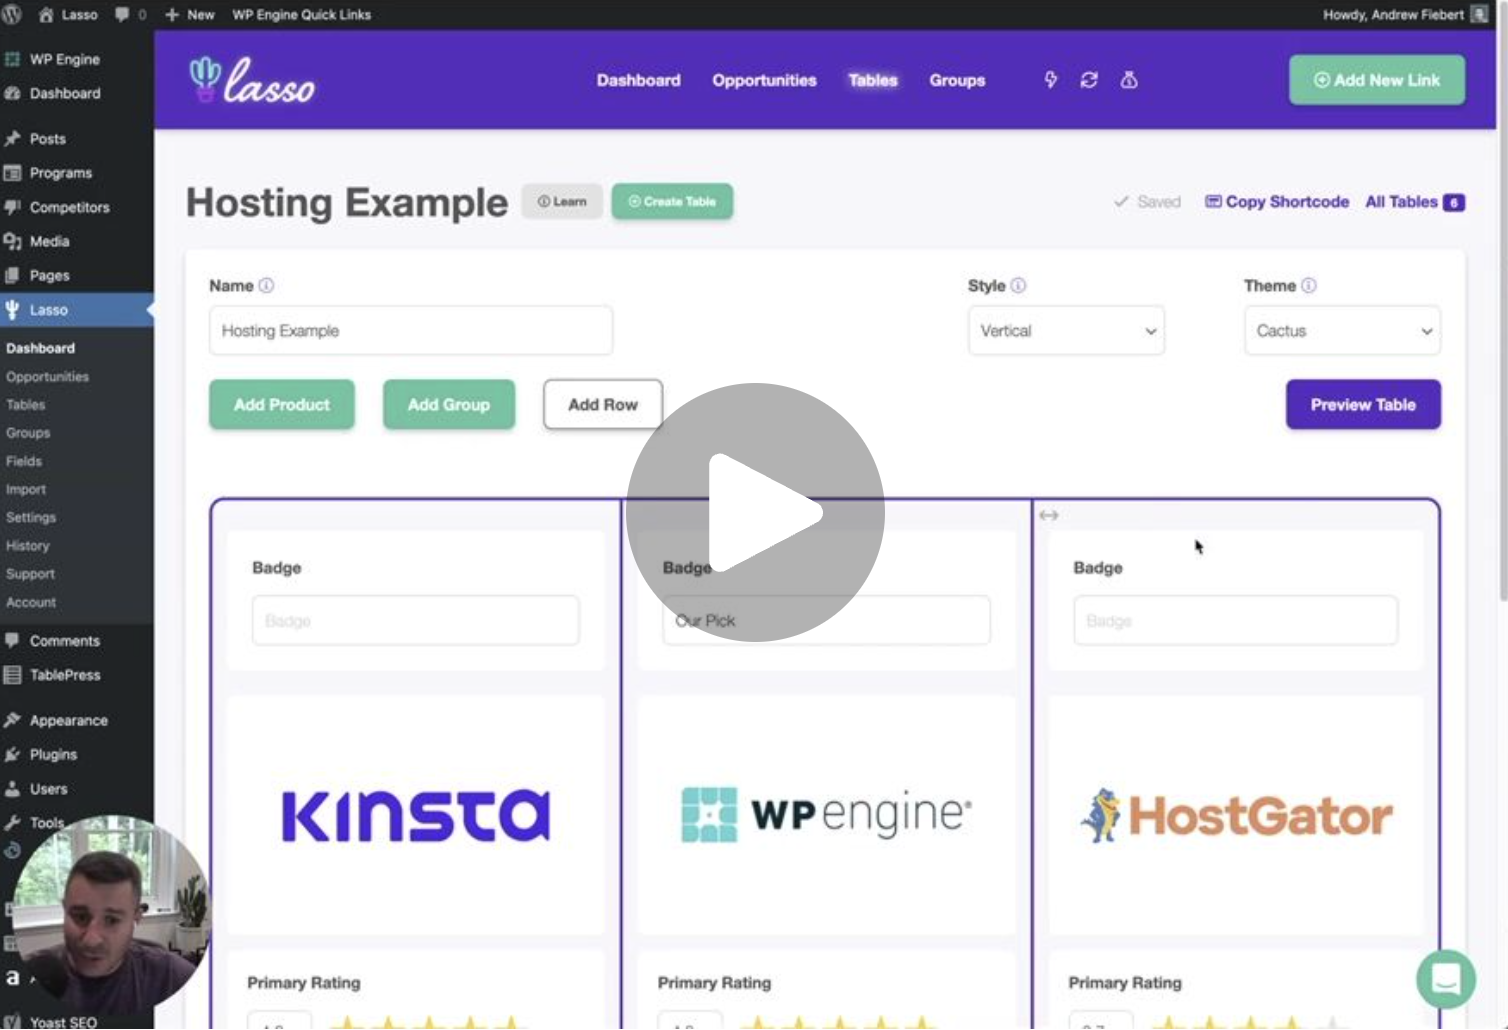 Lasso 0 New WP Engine Quick Links Howdy, Andrew Fiebert
WP Engine
Dashboard
Posts
Programs
Competitors
Media
Pages
Lasso
Dashboard
Opportunities
Tables
Groups
Fields
Import
Settings
History
Support
Account
Comments
TablePress
Appearance
Plugins
Users
Tools
a
Yoast SEO
lasso Dashboard Opportunities Tables Groups Add New Link
Hosting Example Learn Create Table Saved Copy Shortcode All Tables 6
Name Style Theme
Hosting Example Vertical Cactus
Add Product Add Group Add Row Preview Table
Badge Badge Badge
Badge Our Pick Badge
KINSTA WPengine® HostGator
Primary Rating Primary Rating Primary Rating